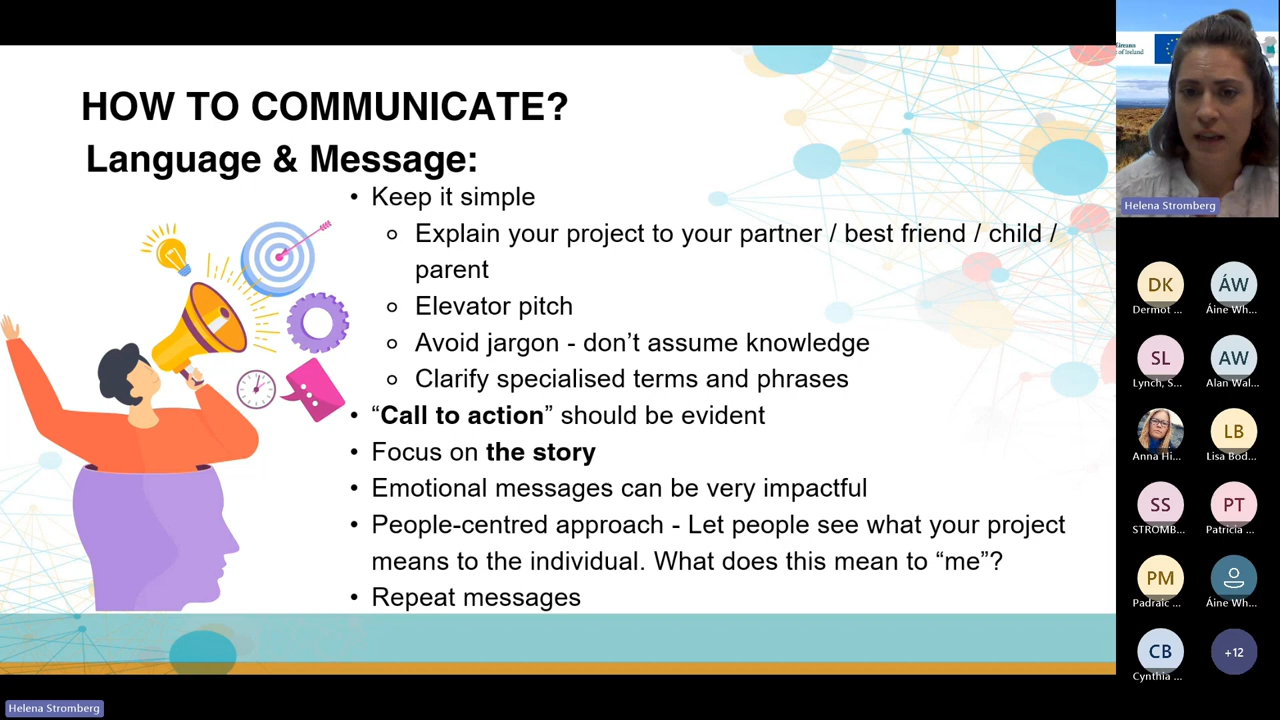 HOW TO COMMUNICATE?
Language & Message:
• Keep it simple
o Explain your project to your partner / best friend / child /
parent
o Elevator pitch
o Avoid jargon - don’t assume knowledge
o Clarify specialised terms and phrases
• “Call to action” should be evident
• Focus on the story
• Emotional messages can be very impactful
• People-centred approach - Let people see what your project
means to the individual. What does this mean to “me”?
• Repeat messages
Helena Stromberg
of Ireland
Helena Stromberg
DK
Dermot ...
ÁW
Áine Wh...
SL
Lynch, S...
AW
Alan Wal...
Anna Hi...
LB
Lisa Bod...
SS
STROMB...
PT
Patricia ...
PM
Padraic ...
Áine Wh...
CB
Cynthia ...
+12